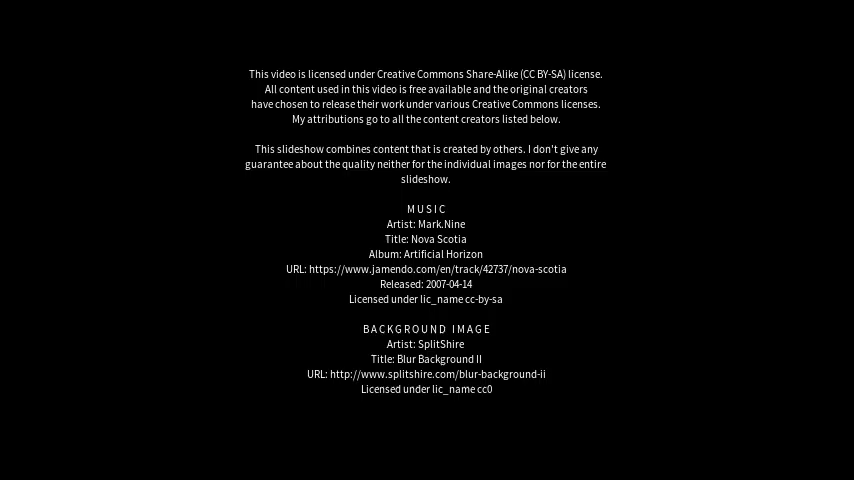 This video is licensed under Creative Commons Share-Alike (CC BY-SA) license.
All content used in this video is free available and the original creators
have chosen to release their work under various Creative Commons licenses.
My attributions go to all the content creators listed below.
This slideshow combines content that is created by others. I don't give any
guarantee about the quality neither for the individual images nor for the entire
slideshow.
MUSIC
Artist: Mark.Nine
Title: Nova Scotia
Album: Artificial Horizon
URL: https://www.jamendo.com/en/track/42737/nova-scotia
Released: 2007-04-14
Licensed under lic_name cc-by-sa
BACKGROUND IMAGE
Artist: SplitShire
Title: Blur Background II
URL: http://www.splitshire.com/blur-background-ii
Licensed under lic_name cc0